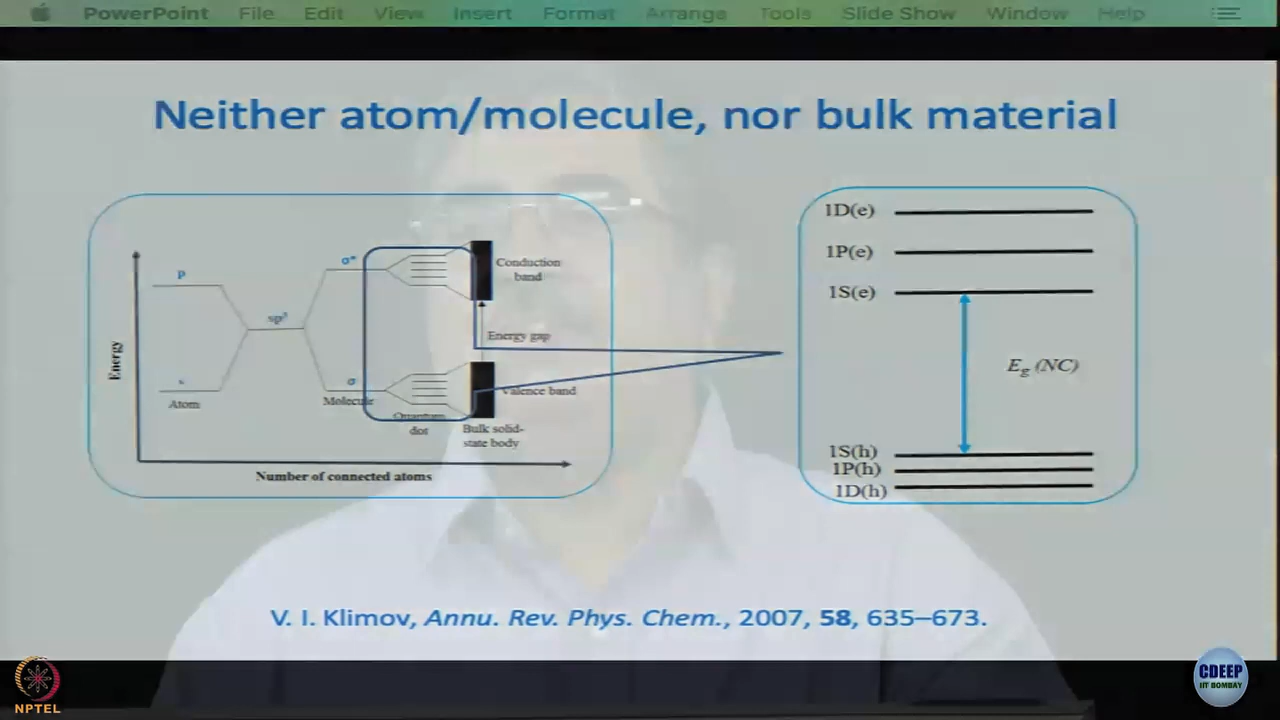 PowerPoint File Edit View Insert Format Arrange Tools Slide Show Window Help
Neither atom/molecule, nor bulk material
Energy
p
s
Atom
sp³
σ*
σ
Molecule
Quantum
dot
Conduction
band
Energy gap
Valence band
Bulk solid-
state body
Number of connected atoms
1D(e)
1P(e)
1S(e)
Eg (NC)
1S(h)
1P(h)
1D(h)
V. I. Klimov, Annu. Rev. Phys. Chem., 2007, 58, 635–673.
NPTEL
CDEEP
IIT BOMBAY